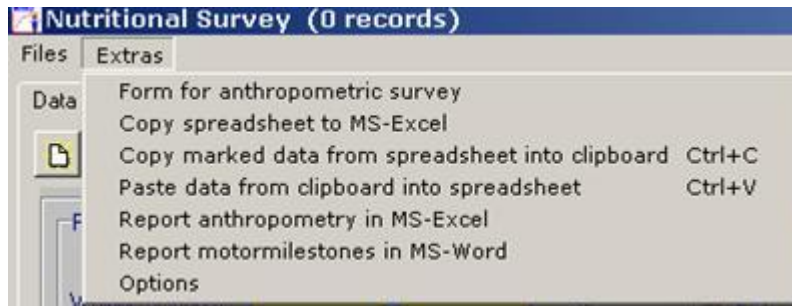 Nutritional Survey (0 records)
Files Extras
Data
Form for anthropometric survey
Copy spreadsheet to MS-Excel
Copy marked data from spreadsheet into clipboard Ctrl+C
Paste data from clipboard into spreadsheet Ctrl+V
Report anthropometry in MS-Excel
Report motormilestones in MS-Word
Options